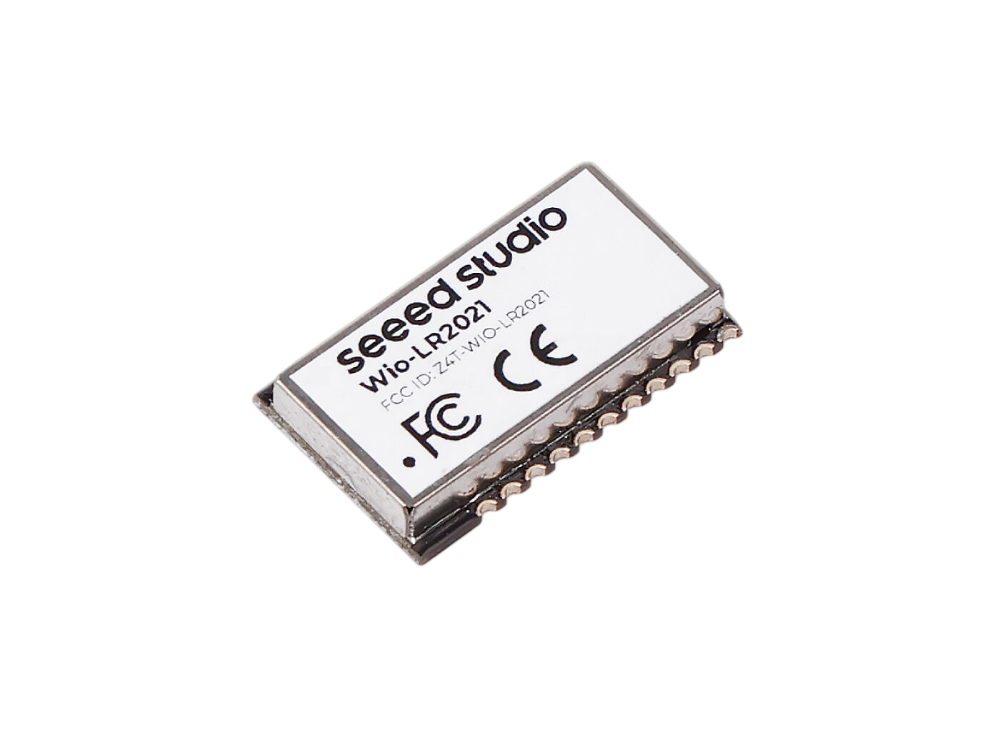 seeed studio
Wio-LR2021
FCC ID: Z4T-WIO-LR2021
FC CE